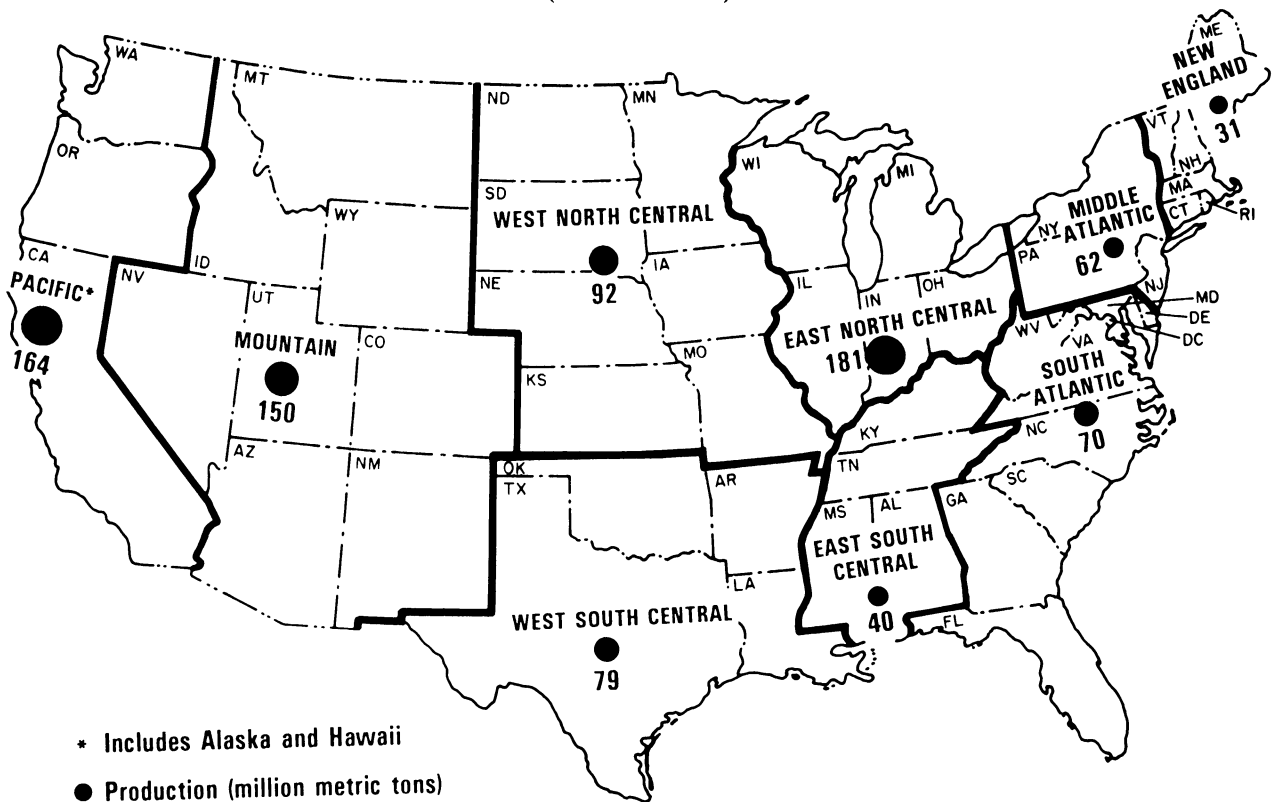 WA
MT
ND
MN
ME
NEW
ENGLAND
31
VT
OR
WI
MI
NH
MA
CT
RI
SD
WY
WEST NORTH CENTRAL
92
MIDDLE
ATLANTIC
NY
PA
62
NJ
CA
NV
ID
UT
NE
IA
IL
IN
OH
MD
DE
DC
PACIFIC*
164
MOUNTAIN
150
CO
KS
MO
EAST NORTH CENTRAL
181
WV
VA
SOUTH
ATLANTIC
70
AZ
NM
OK
TX
AR
KY
TN
NC
SC
MS
AL
GA
EAST SOUTH
CENTRAL
40
LA
FL
WEST SOUTH CENTRAL
79
* Includes Alaska and Hawaii
● Production (million metric tons)